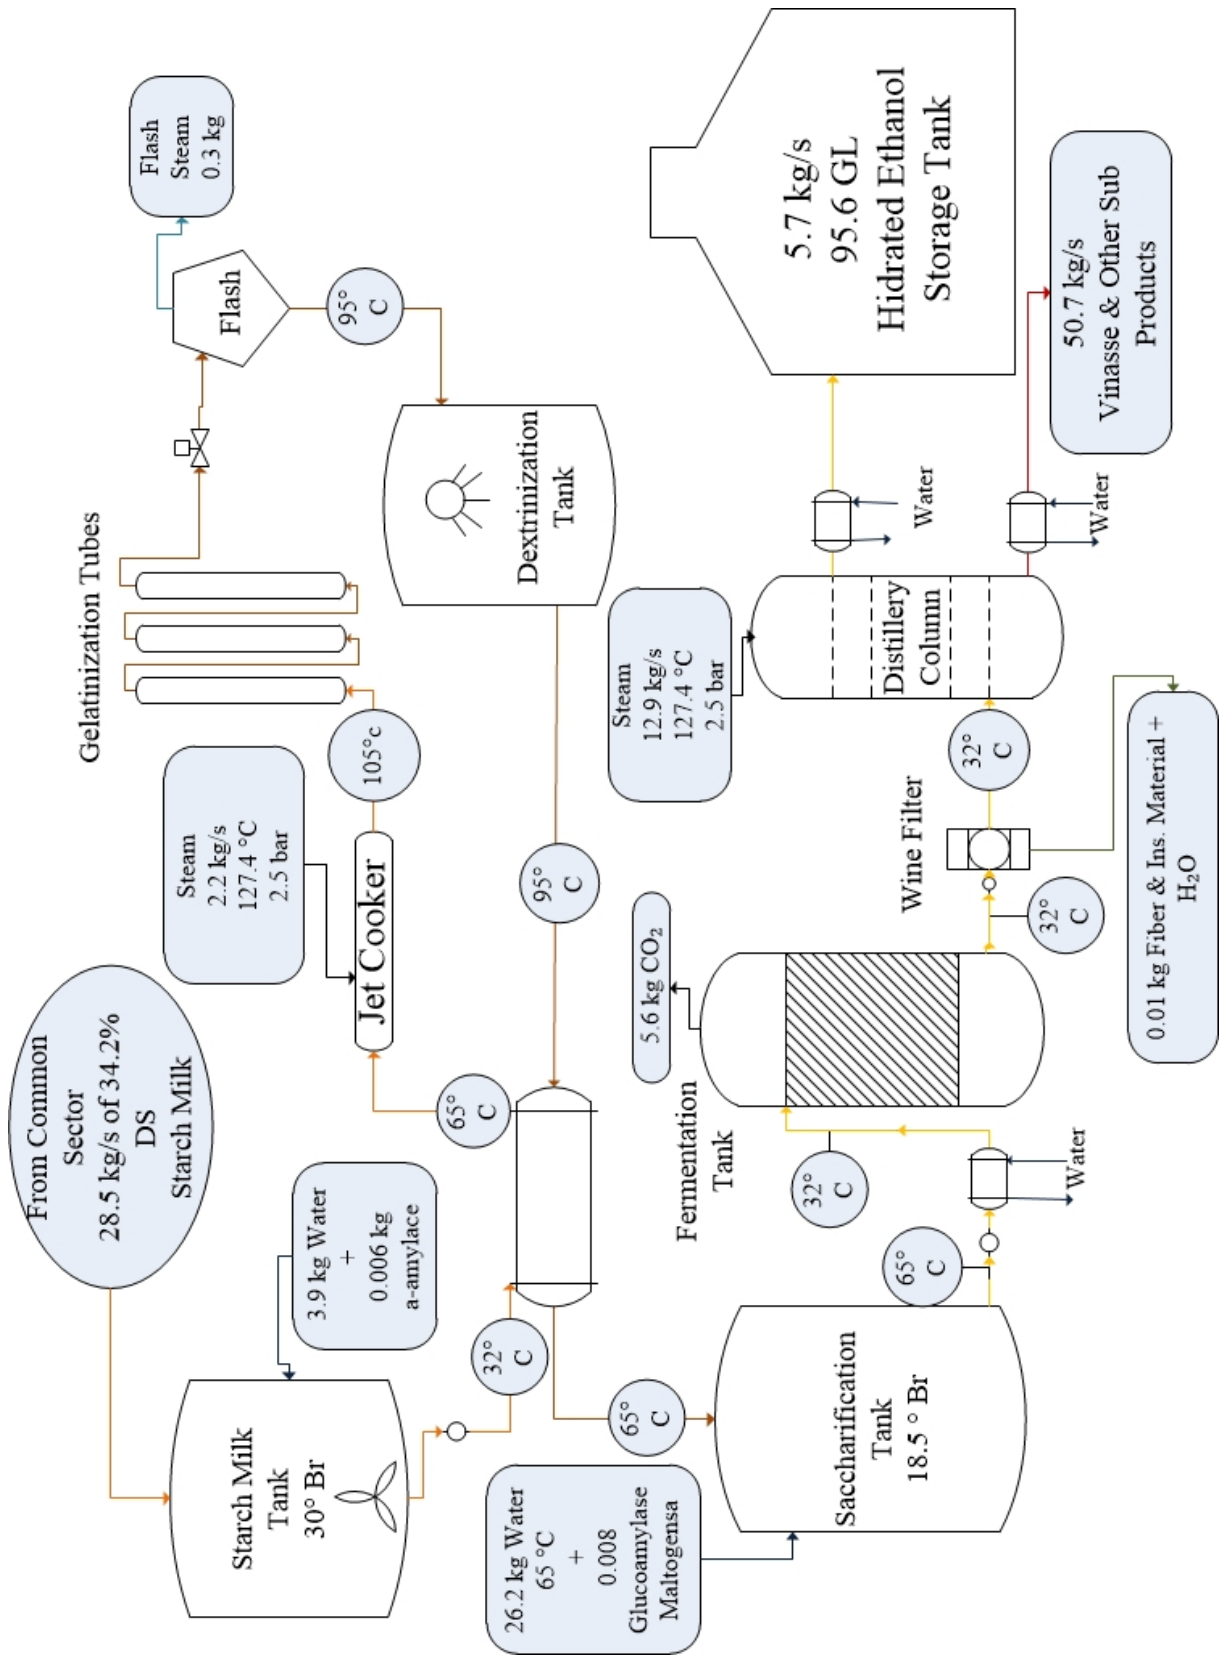 From Common
Sector
28.5 kg/s of 34.2%
DS
Starch Milk
Starch Milk
Tank
30° Br
3.9 kg Water
+
0.006 kg
a-amylace
32°
C
65°
C
Steam
2.2 kg/s
127.4 °C
2.5 bar
Jet Cooker
105°c
Gelatinization Tubes
Flash
Flash
Steam
0.3 kg
95°
C
Dextrinization
Tank
95°
C
65°
C
26.2 kg Water
65 °C
+
0.008
Glucoamylase
Maltogensa
Saccharification
Tank
18.5 ° Br
65°
C
Water
32°
C
Fermentation
Tank
5.6 kg CO₂
32°
C
Wine Filter
0.01 kg Fiber & Ins. Material +
H₂O
32°
C
Steam
12.9 kg/s
127.4 °C
2.5 bar
Distillery
Column
Water
Water
5.7 kg/s
95.6 GL
Hidrated Ethanol
Storage Tank
50.7 kg/s
Vinasse & Other Sub
Products